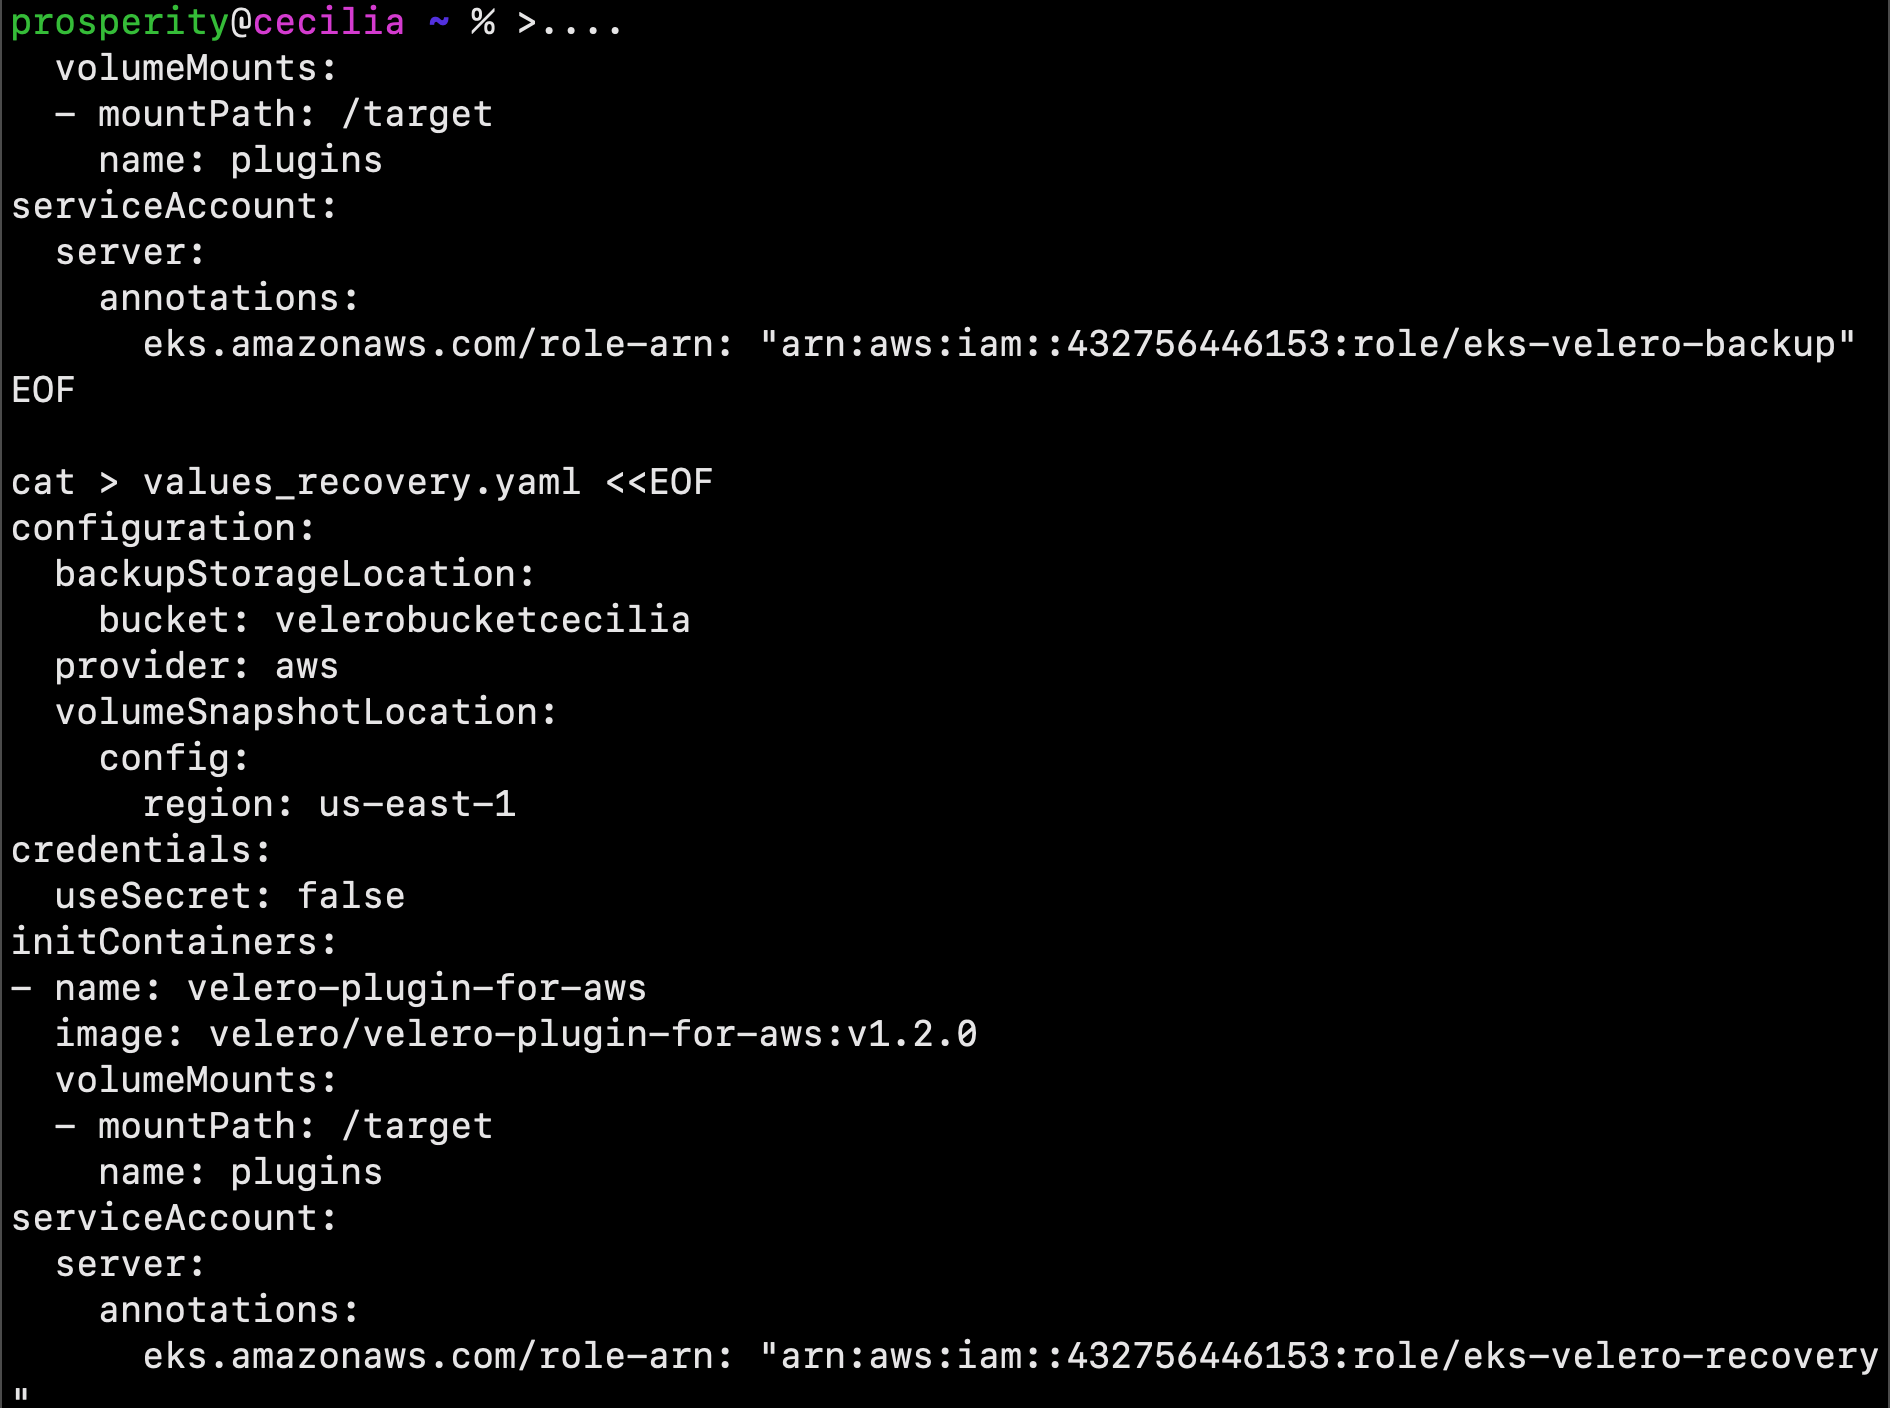 prosperity@cecilia ~ % >....
  volumeMounts:
  - mountPath: /target
    name: plugins
serviceAccount:
  server:
    annotations:
      eks.amazonaws.com/role-arn: "arn:aws:iam::432756446153:role/eks-velero-backup"
EOF

cat > values_recovery.yaml <<EOF
configuration:
  backupStorageLocation:
    bucket: velerobucketcecilia
  provider: aws
  volumeSnapshotLocation:
    config:
      region: us-east-1
credentials:
  useSecret: false
initContainers:
- name: velero-plugin-for-aws
  image: velero/velero-plugin-for-aws:v1.2.0
  volumeMounts:
  - mountPath: /target
    name: plugins
serviceAccount:
  server:
    annotations:
      eks.amazonaws.com/role-arn: "arn:aws:iam::432756446153:role/eks-velero-recovery
"